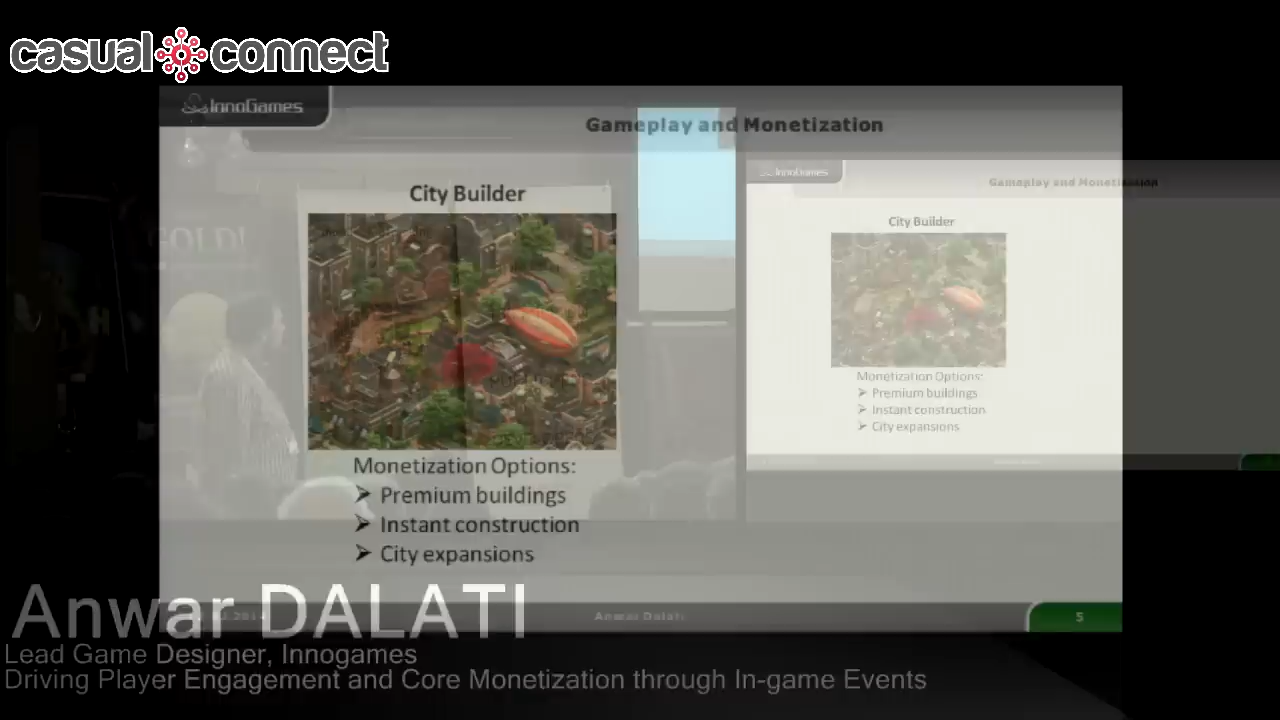 casual connect
InnoGames
Gameplay and Monetization
City Builder
Monetization Options:
➢ Premium buildings
➢ Instant construction
➢ City expansions
InnoGames
Gameplay and Monetization
City Builder
Monetization Options:
➢ Premium buildings
➢ Instant construction
➢ City expansions
Anwar Dalati
5
Anwar DALATI
Lead Game Designer, Innogames
Driving Player Engagement and Core Monetization through In-game Events